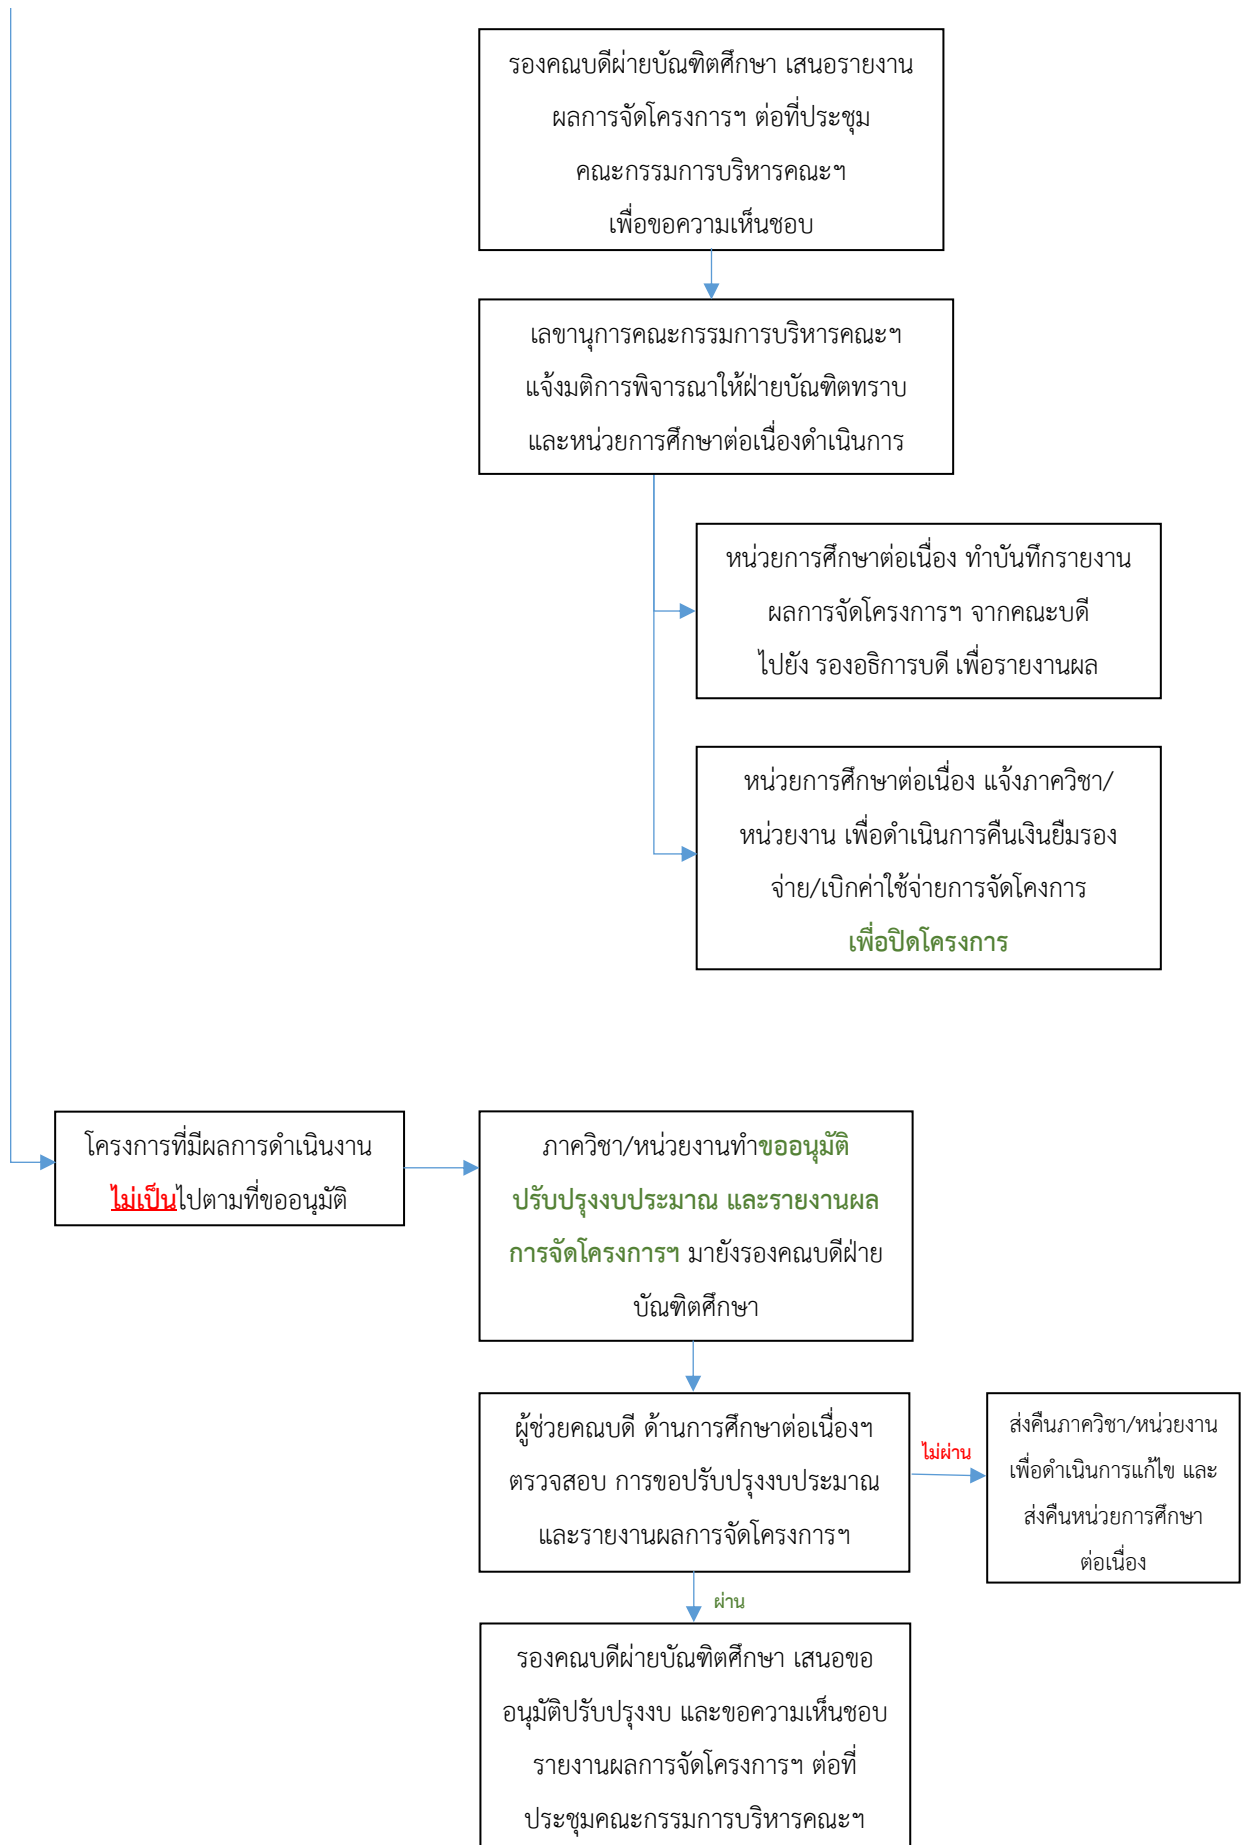 รองคณบดีฝ่ายบัณฑิตศึกษา เสนอรายงาน
ผลการจัดโครงการฯ ต่อที่ประชุม
คณะกรรมการบริหารคณะฯ
เพื่อขอความเห็นชอบ
เลขานุการคณะกรรมการบริหารคณะฯ
แจ้งมติการพิจารณาให้ฝ่ายบัณฑิตทราบ
และหน่วยการศึกษาต่อเนื่องดำเนินการ
หน่วยการศึกษาต่อเนื่อง ทำบันทึกรายงาน
ผลการจัดโครงการฯ จากคณะบดี
ไปยัง รองอธิการบดี เพื่อรายงานผล
หน่วยการศึกษาต่อเนื่อง แจ้งภาควิชา/
หน่วยงาน เพื่อดำเนินการคืนเงินยืมรอง
จ่าย/เบิกค่าใช้จ่ายการจัดโคงการ
เพื่อปิดโครงการ
โครงการที่มีผลการดำเนินงาน
ไม่เป็นไปตามที่ขออนุมัติ
ภาควิชา/หน่วยงานทำขออนุมัติ
ปรับปรุงงบประมาณ และรายงานผล
การจัดโครงการฯ มายังรองคณบดีฝ่าย
บัณฑิตศึกษา
ผู้ช่วยคณบดี ด้านการศึกษาต่อเนื่องฯ
ตรวจสอบ การขอปรับปรุงงบประมาณ
และรายงานผลการจัดโครงการฯ
ไม่ผ่าน
ส่งคืนภาควิชา/หน่วยงาน
เพื่อดำเนินการแก้ไข และ
ส่งคืนหน่วยการศึกษา
ต่อเนื่อง
ผ่าน
รองคณบดีฝ่ายบัณฑิตศึกษา เสนอขอ
อนุมัติปรับปรุงงบ และขอความเห็นชอบ
รายงานผลการจัดโครงการฯ ต่อที่
ประชุมคณะกรรมการบริหารคณะฯ